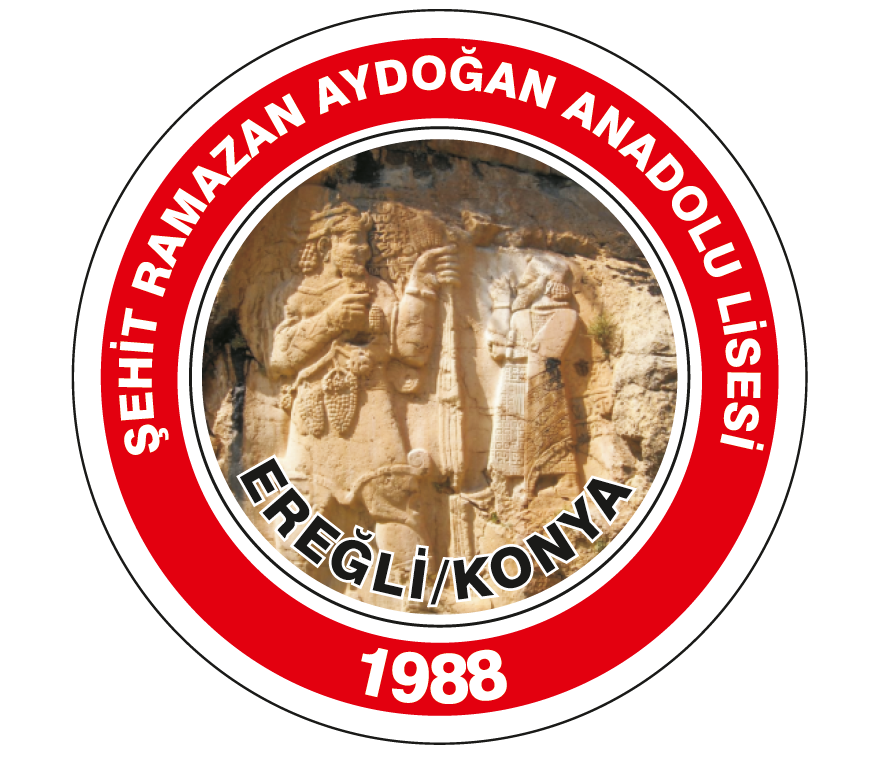 ŞEHİT RAMAZAN AYDOĞAN ANADOLU LİSESİ
EREĞLİ/KONYA
1988